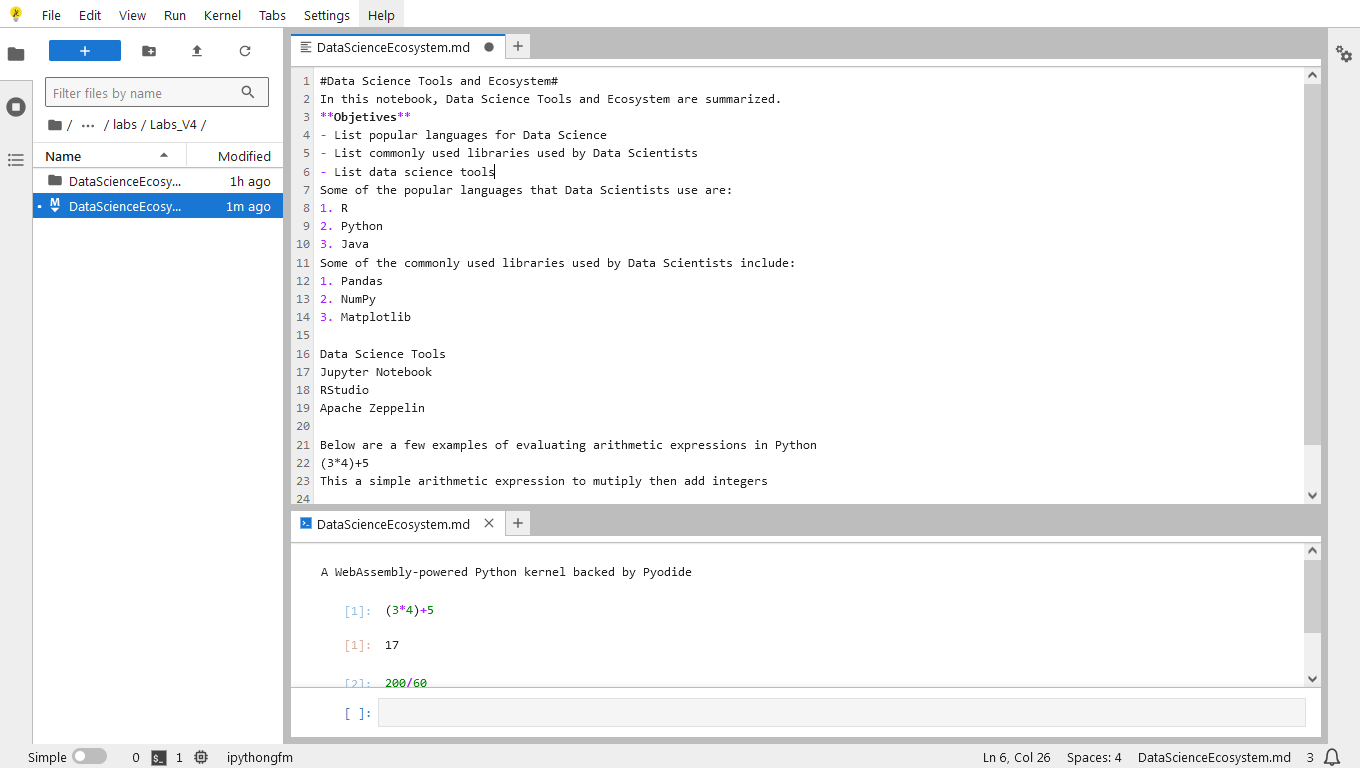 File Edit View Run Kernel Tabs Settings Help
+
Filter files by name
/ ... / labs / Labs_V4 /
Name Modified
DataScienceEcosy... 1h ago
DataScienceEcosy... 1m ago
DataScienceEcosystem.md
1 #Data Science Tools and Ecosystem#
2 In this notebook, Data Science Tools and Ecosystem are summarized.
3 **Objetives**
4 - List popular languages for Data Science
5 - List commonly used libraries used by Data Scientists
6 - List data science tools
7 Some of the popular languages that Data Scientists use are:
8 1. R
9 2. Python
10 3. Java
11 Some of the commonly used libraries used by Data Scientists include:
12 1. Pandas
13 2. NumPy
14 3. Matplotlib
15
16 Data Science Tools
17 Jupyter Notebook
18 RStudio
19 Apache Zeppelin
20
21 Below are a few examples of evaluating arithmetic expressions in Python
22 (3*4)+5
23 This a simple arithmetic expression to mutiply then add integers
24
DataScienceEcosystem.md
A WebAssembly-powered Python kernel backed by Pyodide
[1]: (3*4)+5
[1]: 17
[2]: 200/60
[ ]:
Simple 0 1 ipythongfm Ln 6, Col 26 Spaces: 4 DataScienceEcosystem.md 3